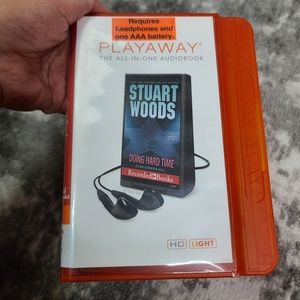 Requires
headphones and
one AAA battery.
PLAYAWAY®
THE ALL-IN-ONE AUDIOBOOK
STUART
WOODS
DOING HARD TIME
Recorded Books
HD LIGHT